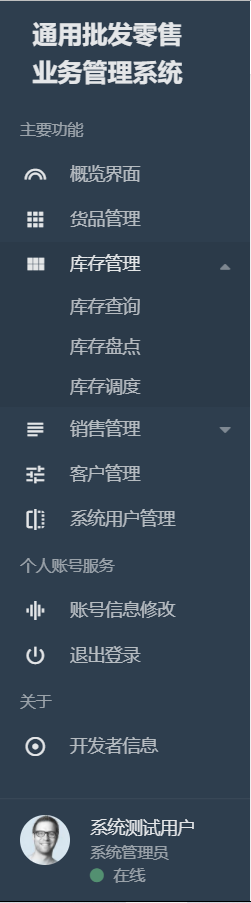 通用批发零售
业务管理系统
主要功能
概览界面
货品管理
库存管理
库存查询
库存盘点
库存调度
销售管理
客户管理
系统用户管理
个人账号服务
账号信息修改
退出登录
关于
开发者信息
系统测试用户
系统管理员
在线